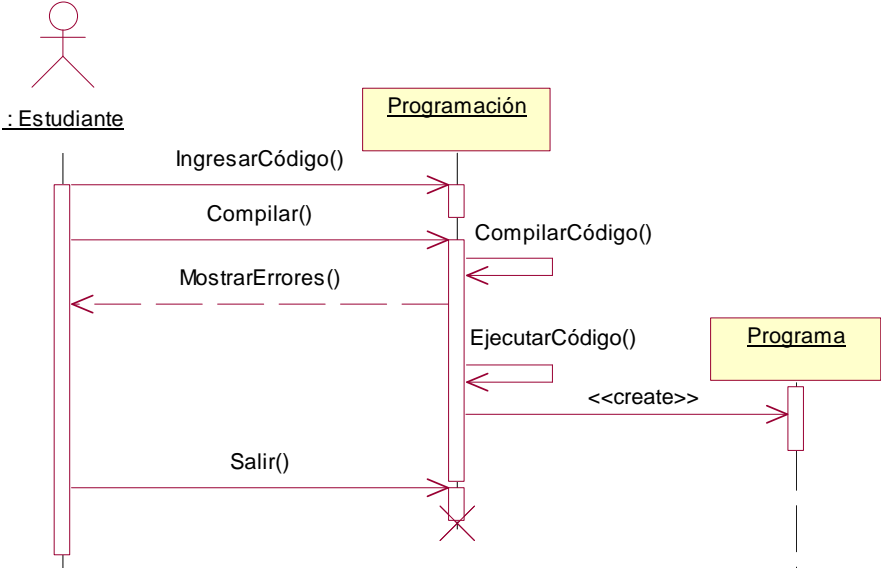 : Estudiante
Programación
IngresarCódigo()
Compilar()
CompilarCódigo()
MostrarErrores()
EjecutarCódigo()
Programa
<<create>>
Salir()